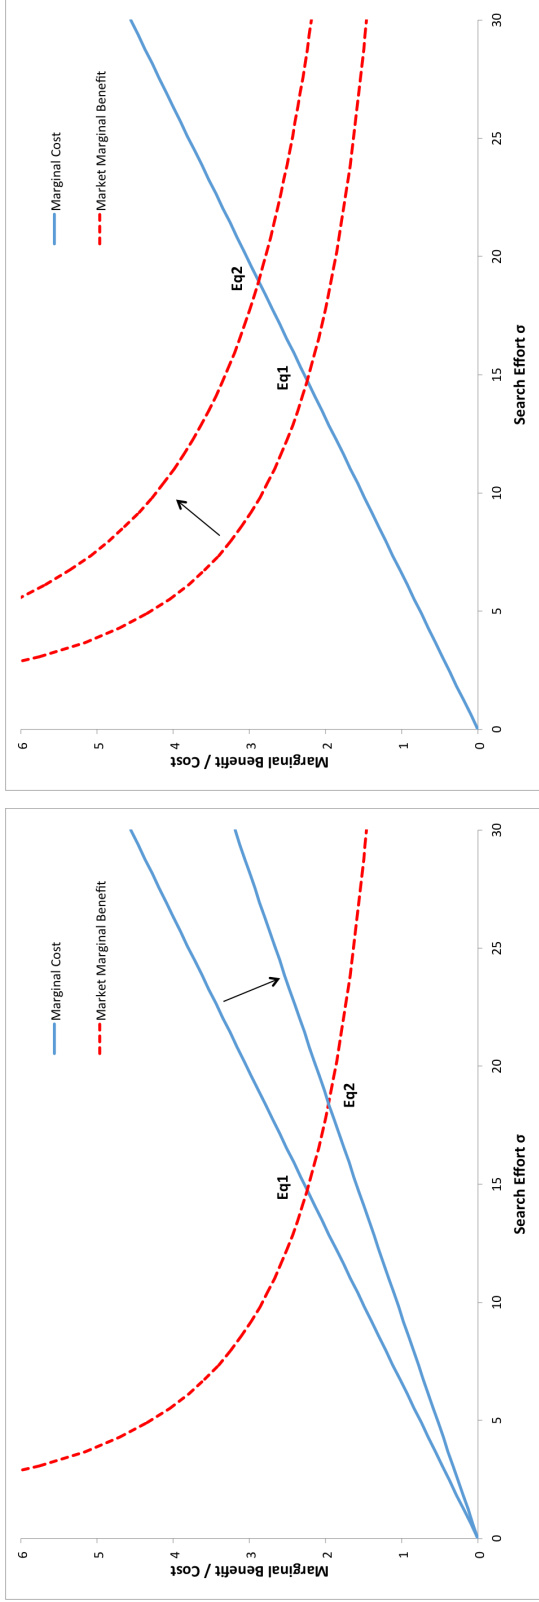 6
5
4
3
2
1
0
Marginal Benefit / Cost
Marginal Cost
Market Marginal Benefit
Eq1
Eq2
0
5
10
15
20
25
30
Search Effort σ
6
5
4
3
2
1
0
Marginal Benefit / Cost
Marginal Cost
Market Marginal Benefit
Eq2
Eq1
0
5
10
15
20
25
30
Search Effort σ